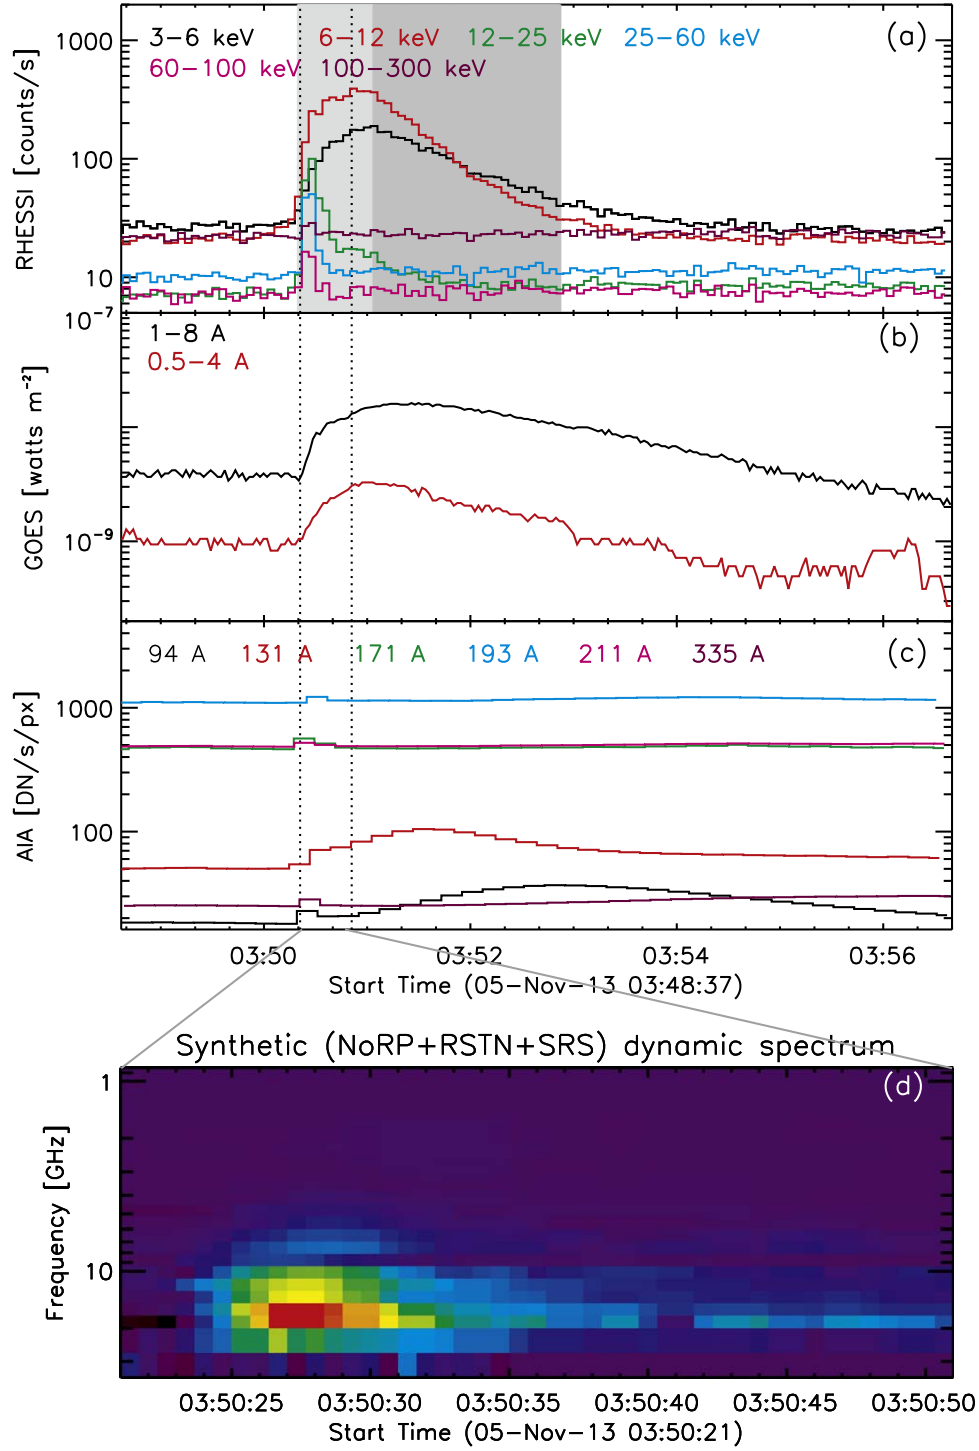 3−6 keV 6−12 keV 12−25 keV 25−60 keV (a)
60−100 keV 100−300 keV
1000
100
10
RHESSI [counts/s]
10⁻⁷
1−8 A (b)
0.5−4 A
10⁻⁹
GOES [watts m⁻²]
94 A 131 A 171 A 193 A 211 A 335 A (c)
1000
100
AIA [DN/s/px]
03:50 03:52 03:54 03:56
Start Time (05−Nov−13 03:48:37)
Synthetic (NoRP+RSTN+SRS) dynamic spectrum
(d)
1
10
Frequency [GHz]
03:50:25 03:50:30 03:50:35 03:50:40 03:50:45 03:50:50
Start Time (05−Nov−13 03:50:21)